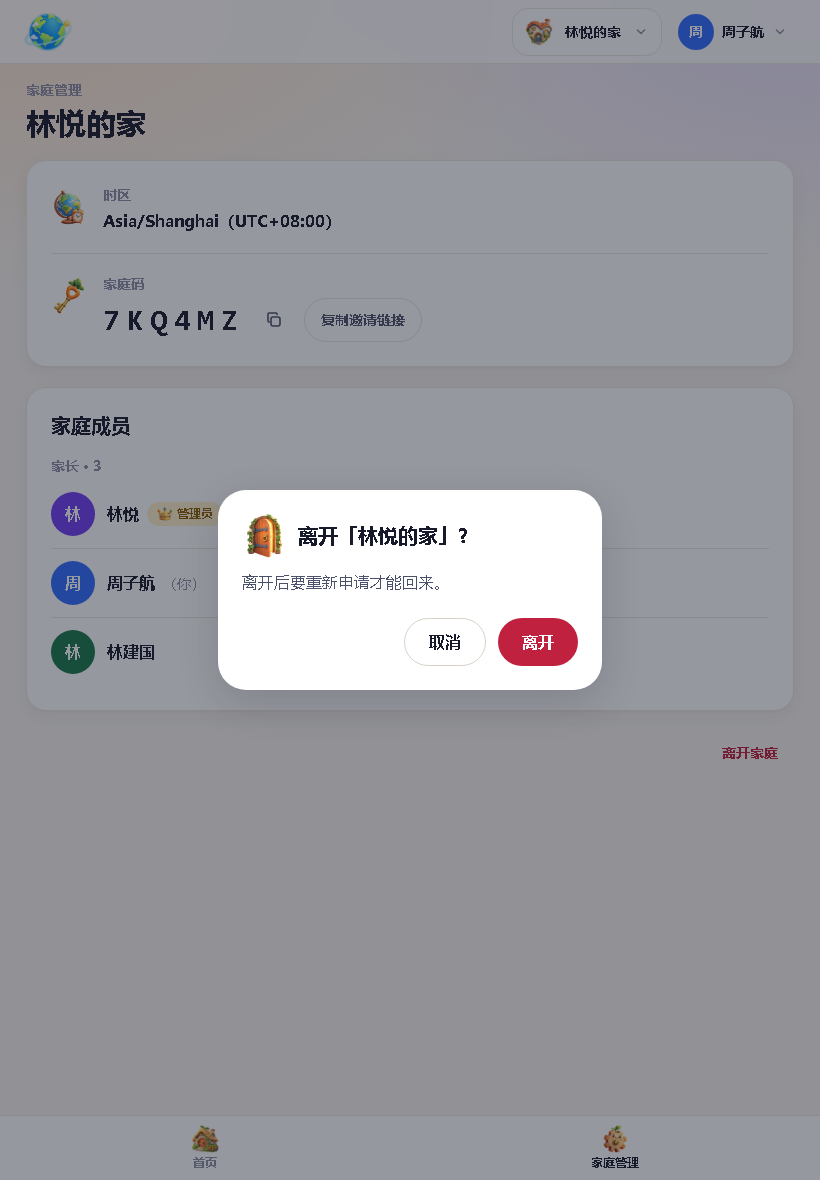 林悦的家
周 周子航
家庭管理
林悦的家
时区
Asia/Shanghai（UTC+08:00）
家庭码
7KQ4MZ
复制邀请链接
家庭成员
家长 • 3
林 林悦 管理员
周 周子航 （你）
林 林建国
离开「林悦的家」?
离开后要重新申请才能回来。
取消 离开
离开家庭
首页 家庭管理